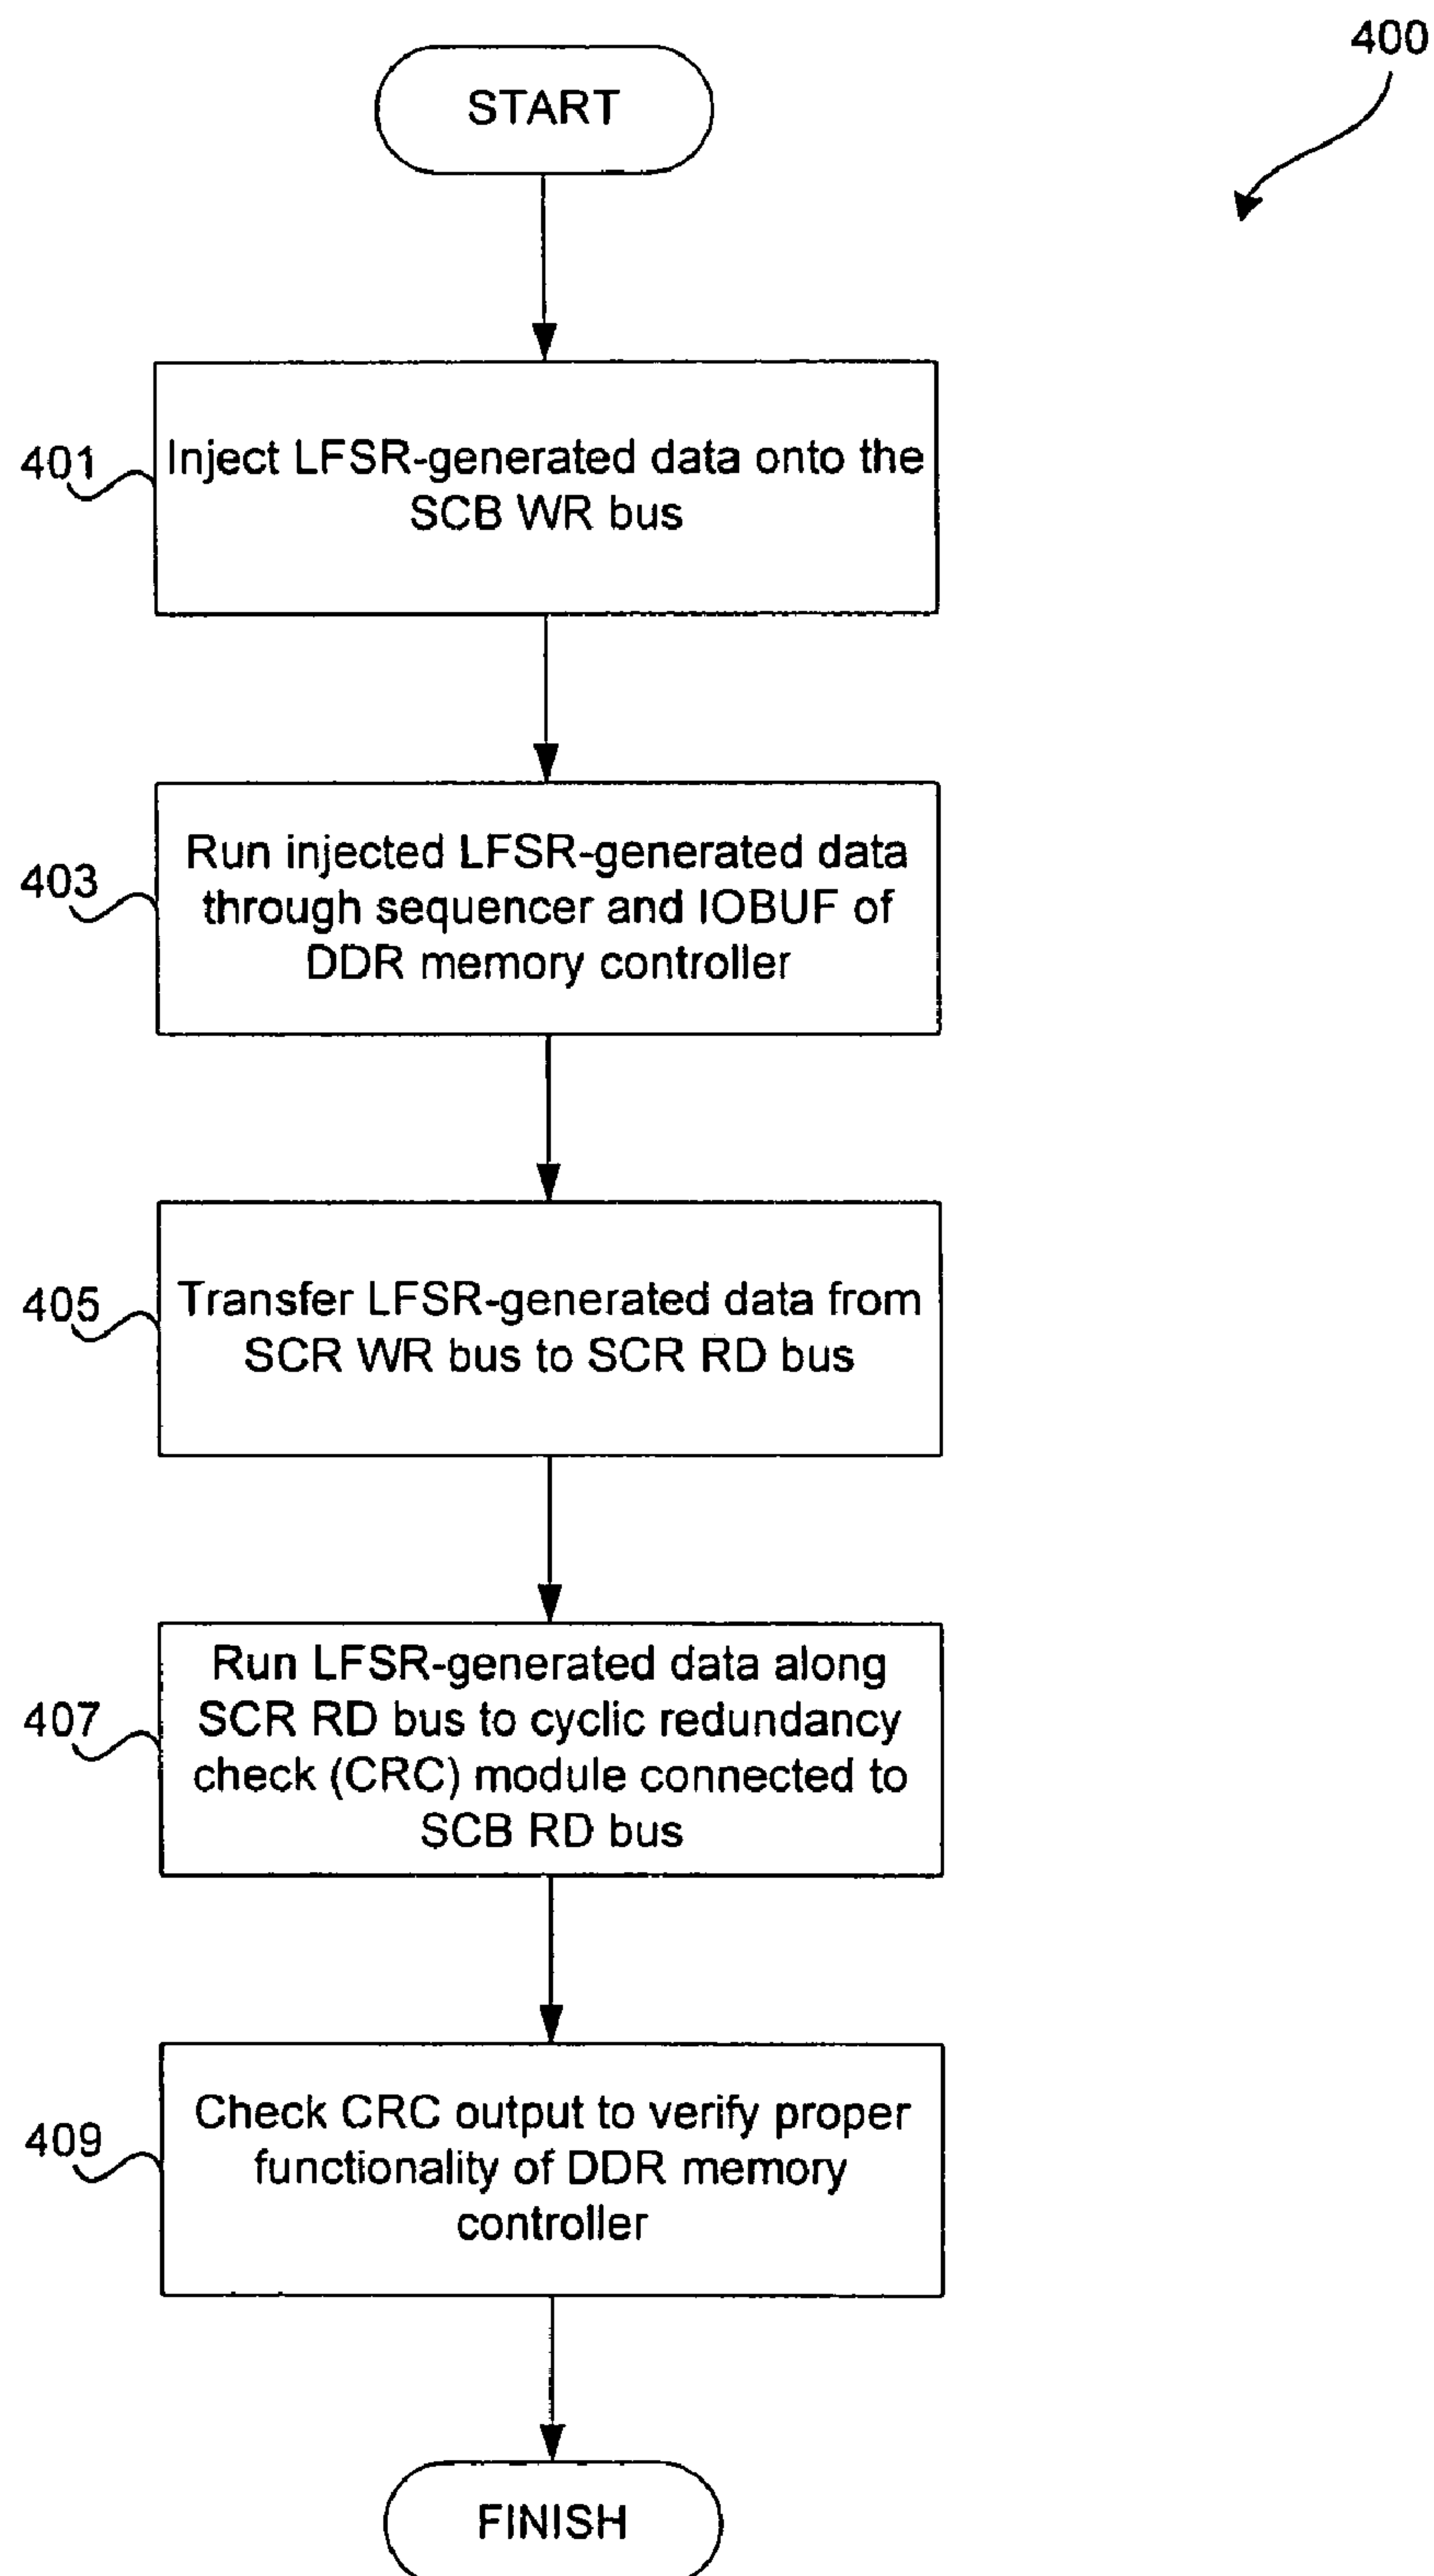 400
START
401
Inject LFSR-generated data onto the
SCB WR bus
403
Run injected LFSR-generated data
through sequencer and IOBUF of
DDR memory controller
405
Transfer LFSR-generated data from
SCR WR bus to SCR RD bus
407
Run LFSR-generated data along
SCR RD bus to cyclic redundancy
check (CRC) module connected to
SCB RD bus
409
Check CRC output to verify proper
functionality of DDR memory
controller
FINISH